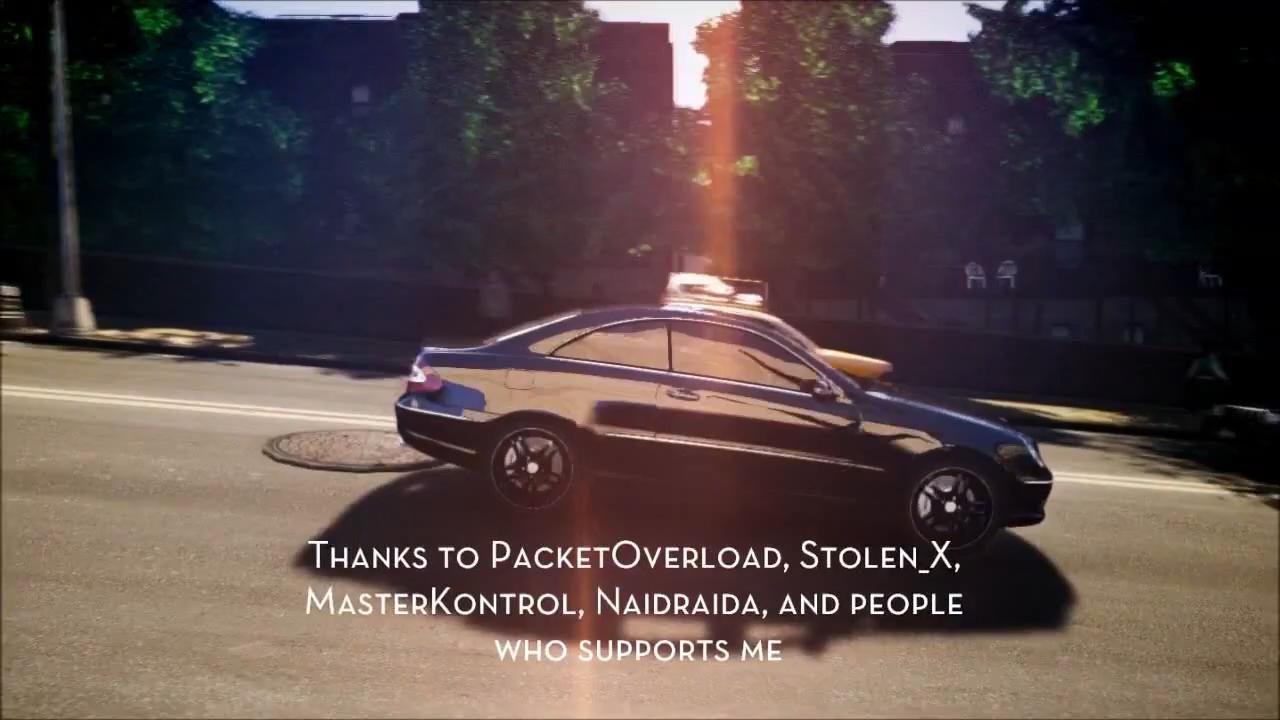 Thanks to PacketOverload, Stolen_X,
MasterKontrol, Naidraida, and people
who supports me